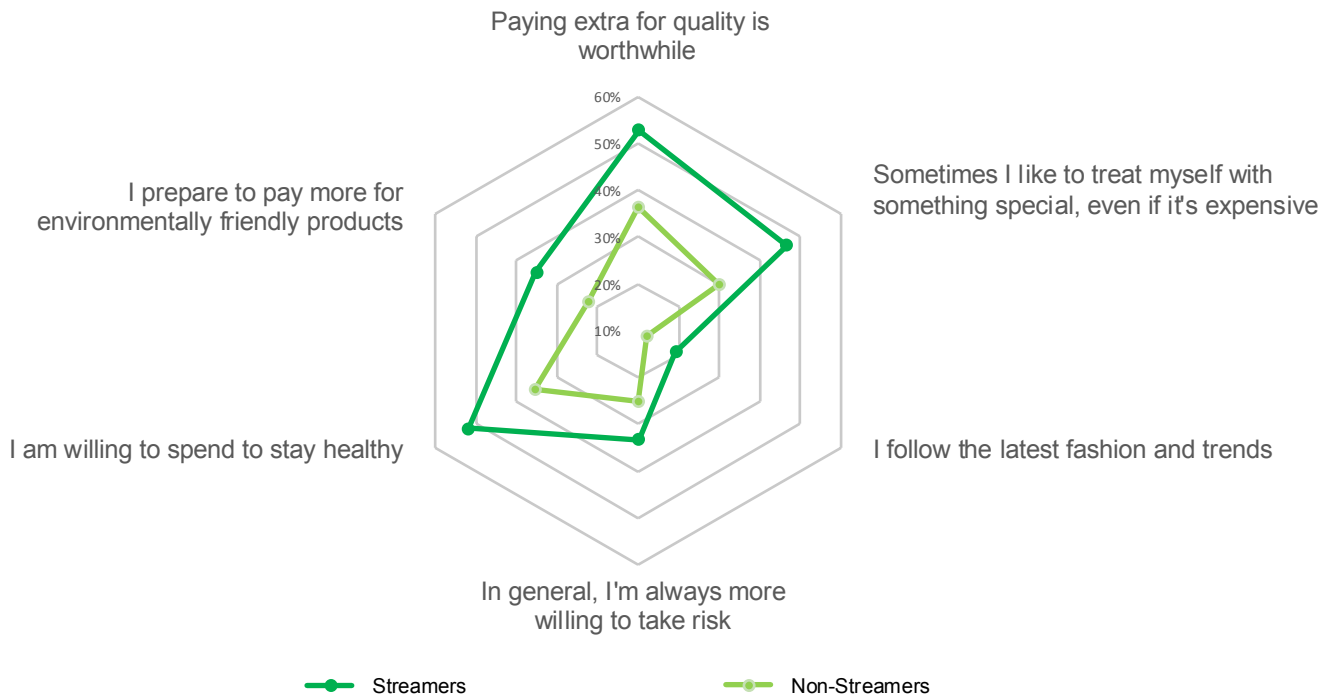 Paying extra for quality is
worthwhile
60%
50%
40%
30%
20%
10%
Sometimes I like to treat myself with
something special, even if it's expensive
I prepare to pay more for
environmentally friendly products
I am willing to spend to stay healthy
I follow the latest fashion and trends
In general, I'm always more
willing to take risk
Streamers
Non-Streamers